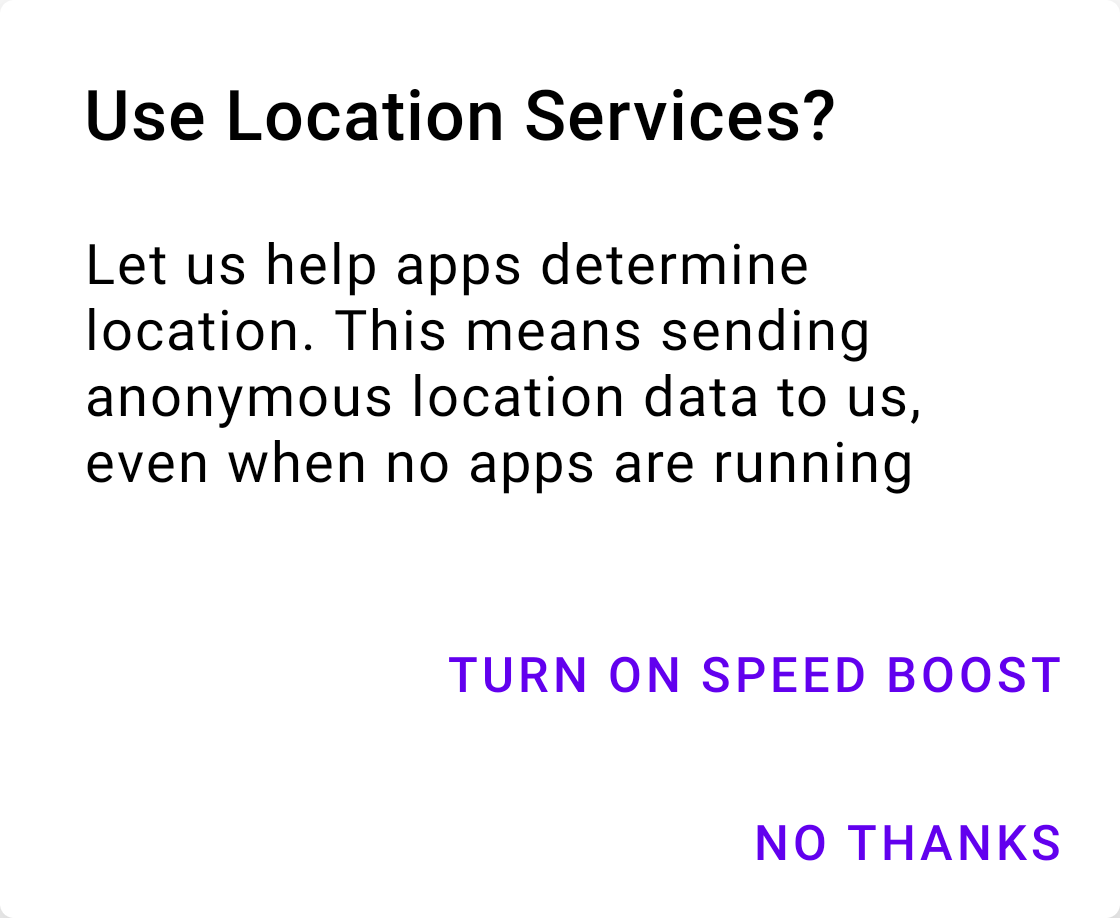 Use Location Services?
Let us help apps determine
location. This means sending
anonymous location data to us,
even when no apps are running
TURN ON SPEED BOOST
NO THANKS